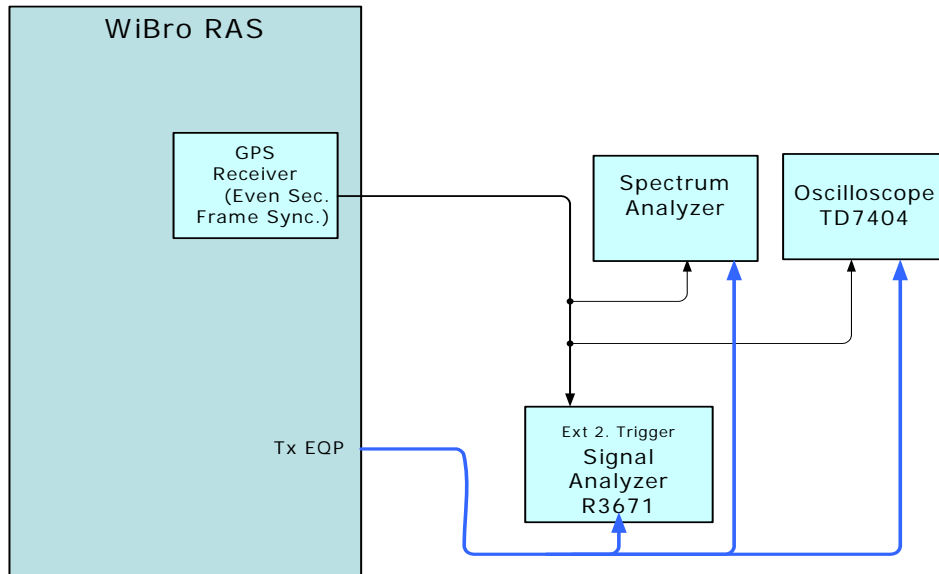 WiBro RAS
GPS
Receiver
(Even Sec.
Frame Sync.)
Spectrum
Analyzer
Oscilloscope
TD7404
Ext 2. Trigger
Signal
Analyzer
R3671
Tx EQP